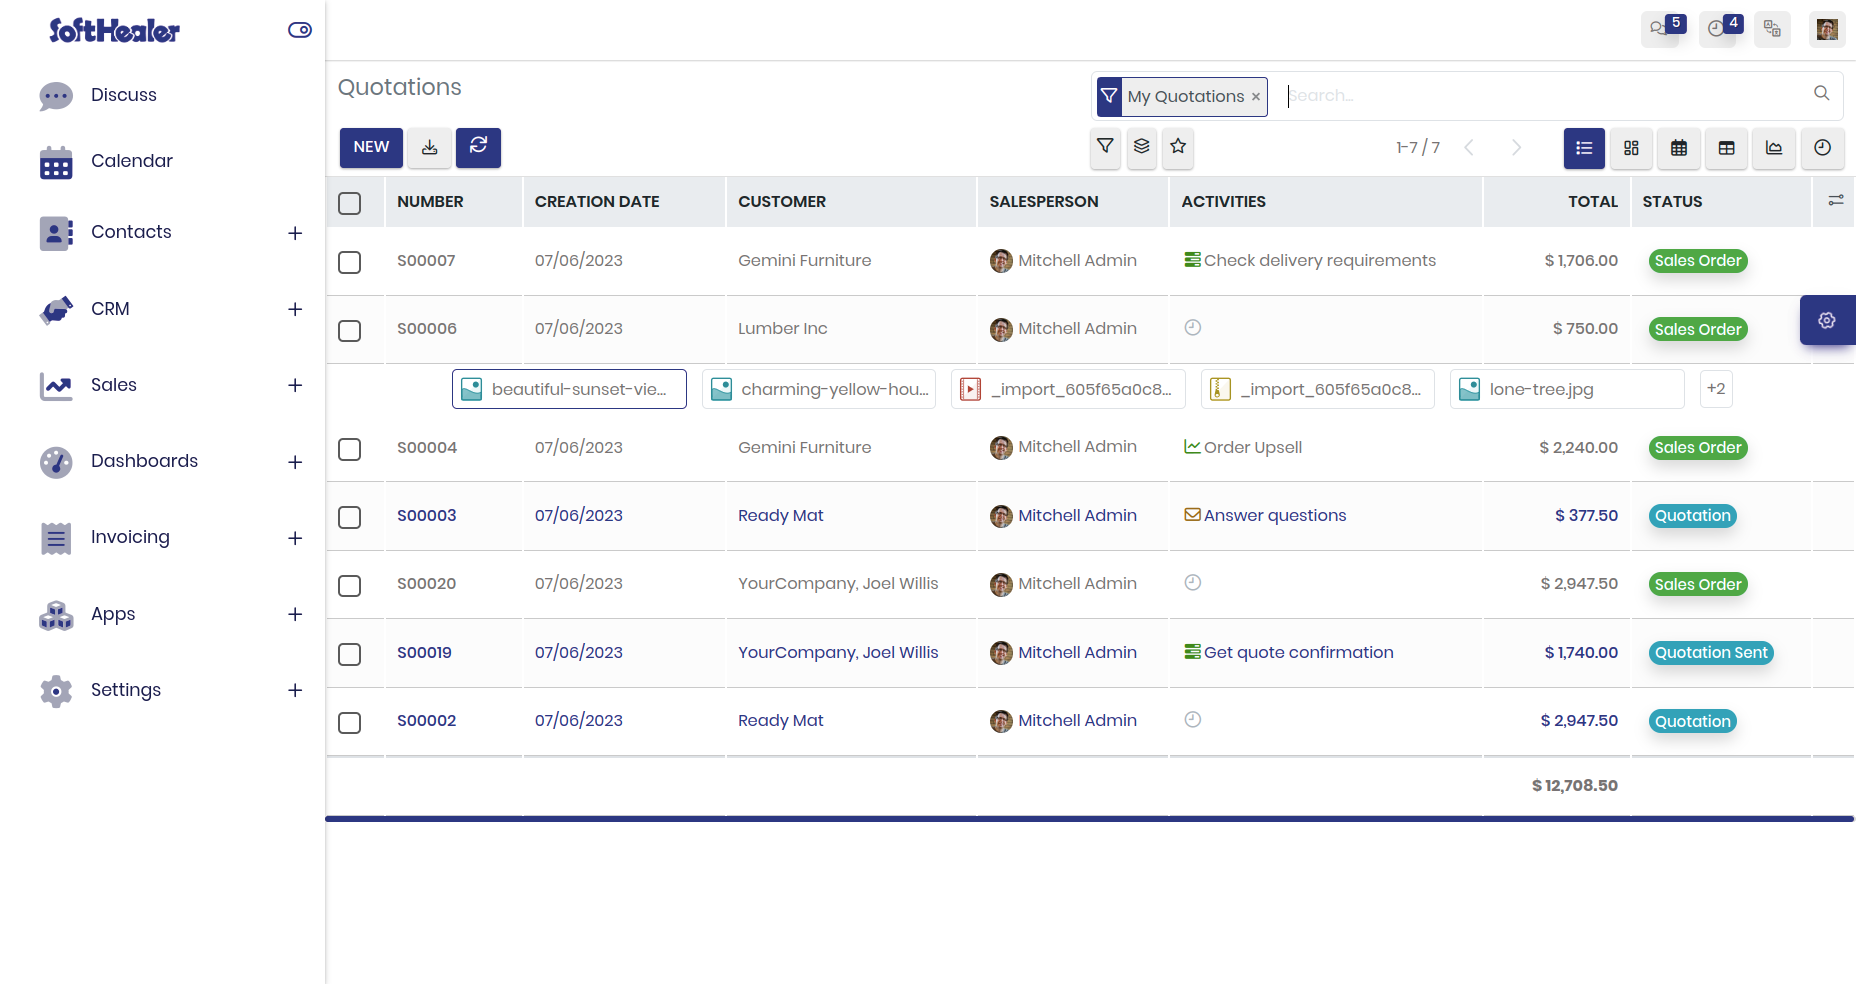 SoftHealer
5
4
Discuss
Calendar
Contacts
CRM
Sales
Dashboards
Invoicing
Apps
Settings
Quotations
My Quotations ×
Search...
NEW
1-7 / 7
NUMBER CREATION DATE CUSTOMER SALESPERSON ACTIVITIES TOTAL STATUS
S00007 07/06/2023 Gemini Furniture Mitchell Admin Check delivery requirements $ 1,706.00 Sales Order
S00006 07/06/2023 Lumber Inc Mitchell Admin $ 750.00 Sales Order
beautiful-sunset-vie... charming-yellow-hou... _import_605f65a0c8... _import_605f65a0c8... lone-tree.jpg +2
S00004 07/06/2023 Gemini Furniture Mitchell Admin Order Upsell $ 2,240.00 Sales Order
S00003 07/06/2023 Ready Mat Mitchell Admin Answer questions $ 377.50 Quotation
S00020 07/06/2023 YourCompany, Joel Willis Mitchell Admin $ 2,947.50 Sales Order
S00019 07/06/2023 YourCompany, Joel Willis Mitchell Admin Get quote confirmation $ 1,740.00 Quotation Sent
S00002 07/06/2023 Ready Mat Mitchell Admin $ 2,947.50 Quotation
$ 12,708.50